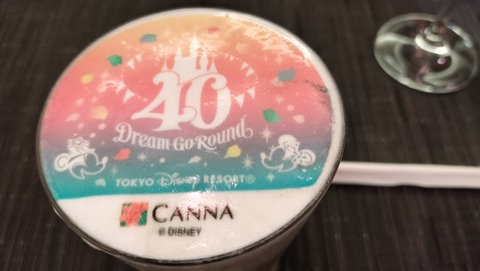 40
Dream Go Round
TOKYO Disney RESORT®
CANNA
© DISNEY